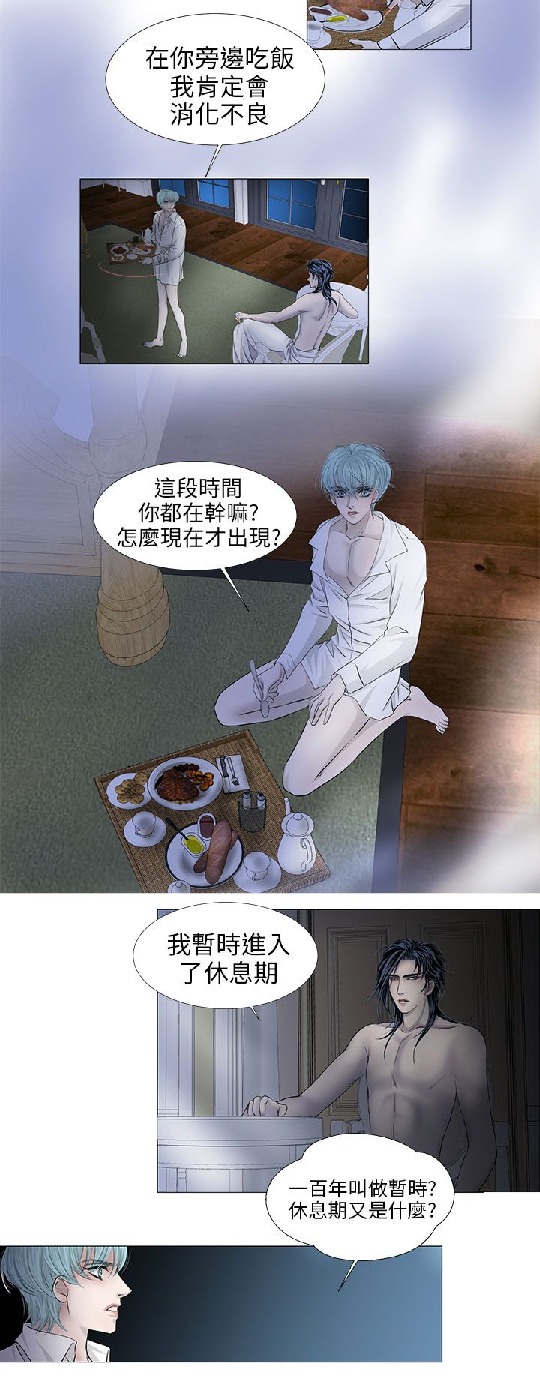 在你旁邊吃飯
我肯定會
消化不良
這段時間
你都在幹嘛?
怎麼現在才出現?
我暫時進入
了休息期
一百年叫做暫時?
休息期又是什麼?